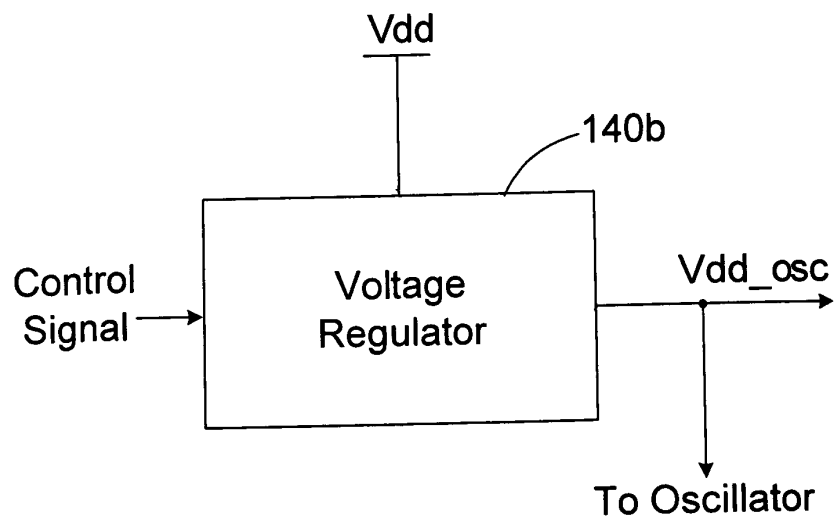 Vdd
140b
Control
Signal
Voltage
Regulator
Vdd_osc
To Oscillator